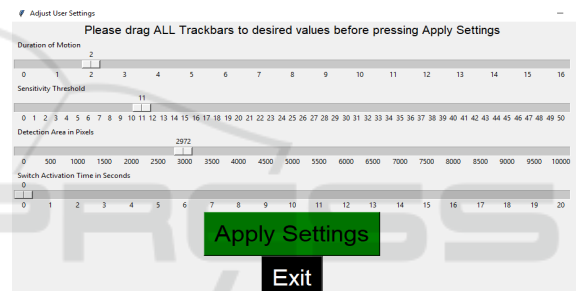 Adjust User Settings
Please drag ALL Trackbars to desired values before pressing Apply Settings
Duration of Motion
2
0 1 2 3 4 5 6 7 8 9 10 11 12 13 14 15 16
Sensitivity Threshold
11
0 1 2 3 4 5 6 7 8 9 10 11 12 13 14 15 16 17 18 19 20 21 22 23 24 25 26 27 28 29 30 31 32 33 34 35 36 37 38 39 40 41 42 43 44 45 46 47 48 49 50
Detection Area in Pixels
2972
0 500 1000 1500 2000 2500 3000 3500 4000 4500 5000 5500 6000 6500 7000 7500 8000 8500 9000 9500 10000
Switch Activation Time in Seconds
0
0 1 2 3 4 5 6 7 8 9 10 11 12 13 14 15 16 17 18 19 20
Apply Settings
Exit